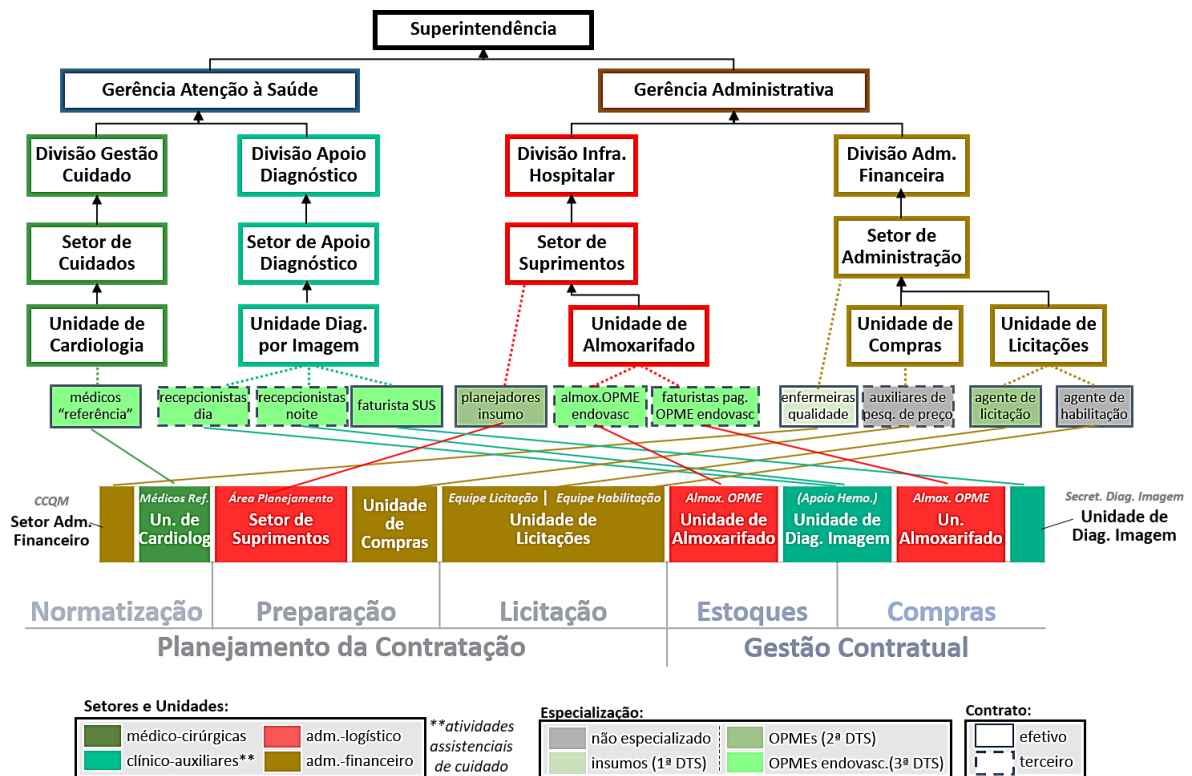 Superintendência
Gerência Atenção à Saúde
Gerência Administrativa
Divisão Gestão
Cuidado
Divisão Apoio
Diagnóstico
Divisão Infra.
Hospitalar
Divisão Adm.
Financeira
Setor de
Cuidados
Setor de Apoio
Diagnóstico
Setor de
Suprimentos
Setor de
Administração
Unidade de
Cardiologia
Unidade Diag.
por Imagem
Unidade de
Almoxarifado
Unidade de
Compras
Unidade de
Licitações
médicos
“referência”
recepcionistas
dia
recepcionistas
noite
faturista SUS
planejadores
insumo
almox.OPME
endovasc
faturistas pag.
OPME endovasc
enfermeiras
qualidade
auxiliares de
pesq. de preço
agente de
licitação
agente de
habilitação
CCQM
Setor Adm.
Financeiro
Médicos Ref.
Un. de
Cardiolog
Área Planejamento
Setor de
Suprimentos
Unidade
de
Compras
Equipe Licitação | Equipe Habilitação
Unidade de
Licitações
Almox. OPME
Unidade de
Almoxarifado
(Apoio Hemo.)
Unidade de
Diag. Imagem
Almox. OPME
Un.
Almoxarifado
Secret. Diag. Imagem
Unidade de
Diag. Imagem
Normatização
Preparação
Licitação
Estoques
Compras
Planejamento da Contratação
Gestão Contratual
Setores e Unidades:
médico-cirúrgicas
adm.-logístico
clínico-auxiliares**
adm.-financeiro
**atividades
assistenciais
de cuidado
Especialização:
não especializado
OPMEs (2ª DTS)
insumos (1ª DTS)
OPMEs endovasc.(3ª DTS)
Contrato:
efetivo
terceiro